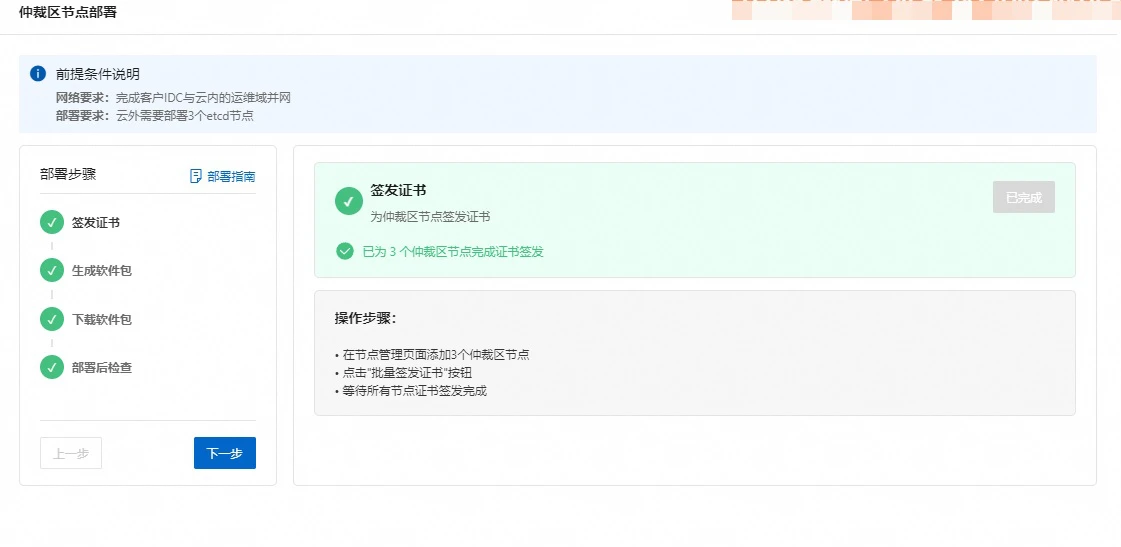 仲裁区节点部署
前提条件说明
网络要求：完成客户IDC与云内的运维域并网
部署要求：云外需要部署3个etcd节点
部署步骤
部署指南
签发证书
生成软件包
下载软件包
部署后检查
上一步
下一步
签发证书
为仲裁区节点签发证书
已完成
已为 3 个仲裁区节点完成证书签发
操作步骤：
• 在节点管理页面添加3个仲裁区节点
• 点击"批量签发证书"按钮
• 等待所有节点证书签发完成